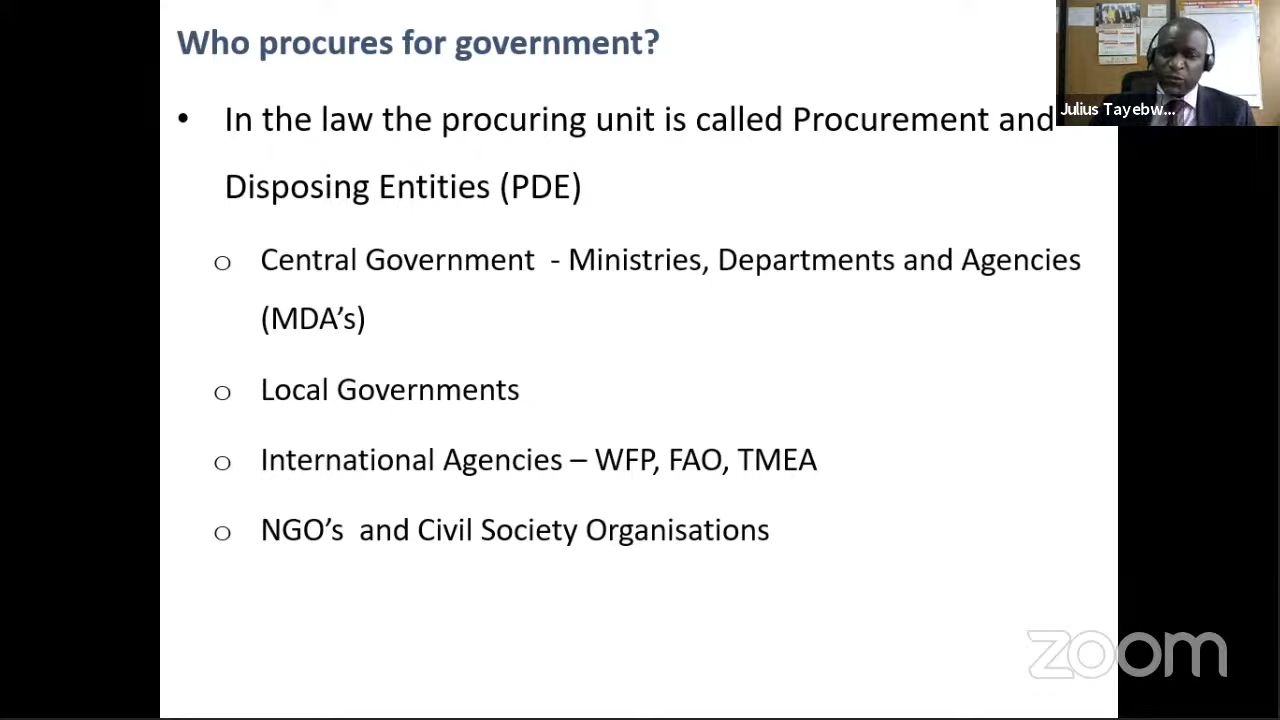 Who procures for government?
• In the law the procuring unit is called Procurement and
Disposing Entities (PDE)
o Central Government - Ministries, Departments and Agencies
(MDA’s)
o Local Governments
o International Agencies – WFP, FAO, TMEA
o NGO’s and Civil Society Organisations
Julius Tayebw...
zoom